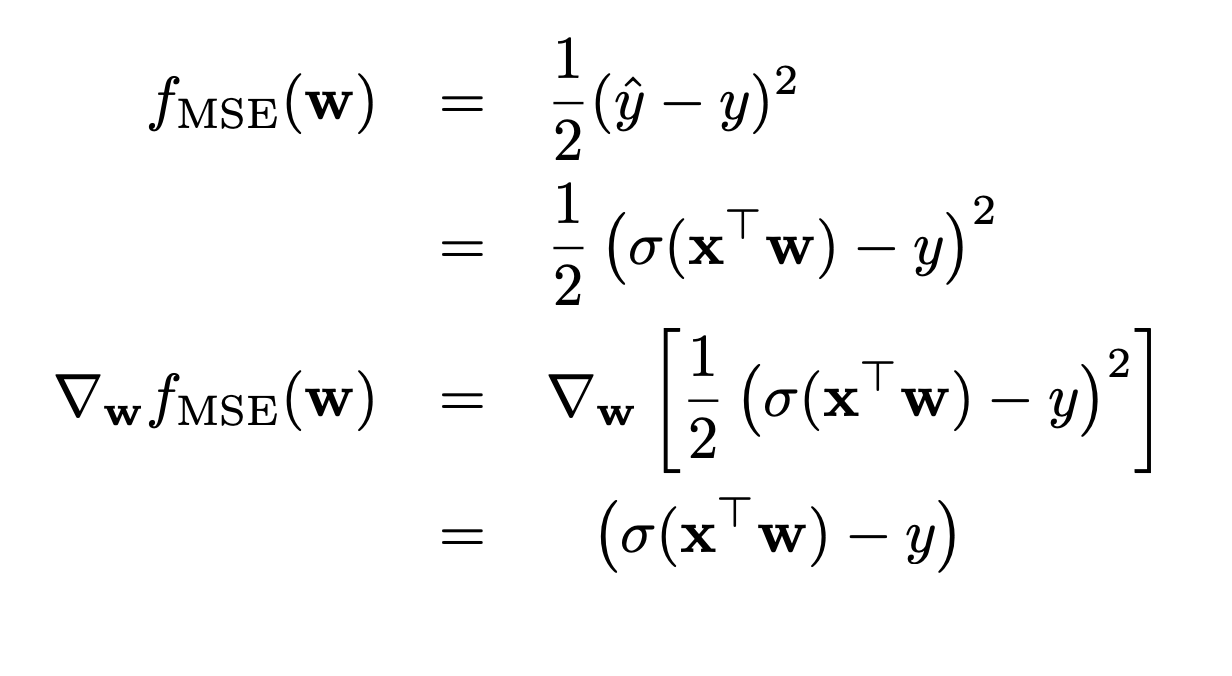 f_MSE(𝐰) = 1/2 (ŷ − y)²
= 1/2 (σ(𝐱^⊤𝐰) − y)²
∇_𝐰 f_MSE(𝐰) = ∇_𝐰 [1/2 (σ(𝐱^⊤𝐰) − y)²]
= (σ(𝐱^⊤𝐰) − y)